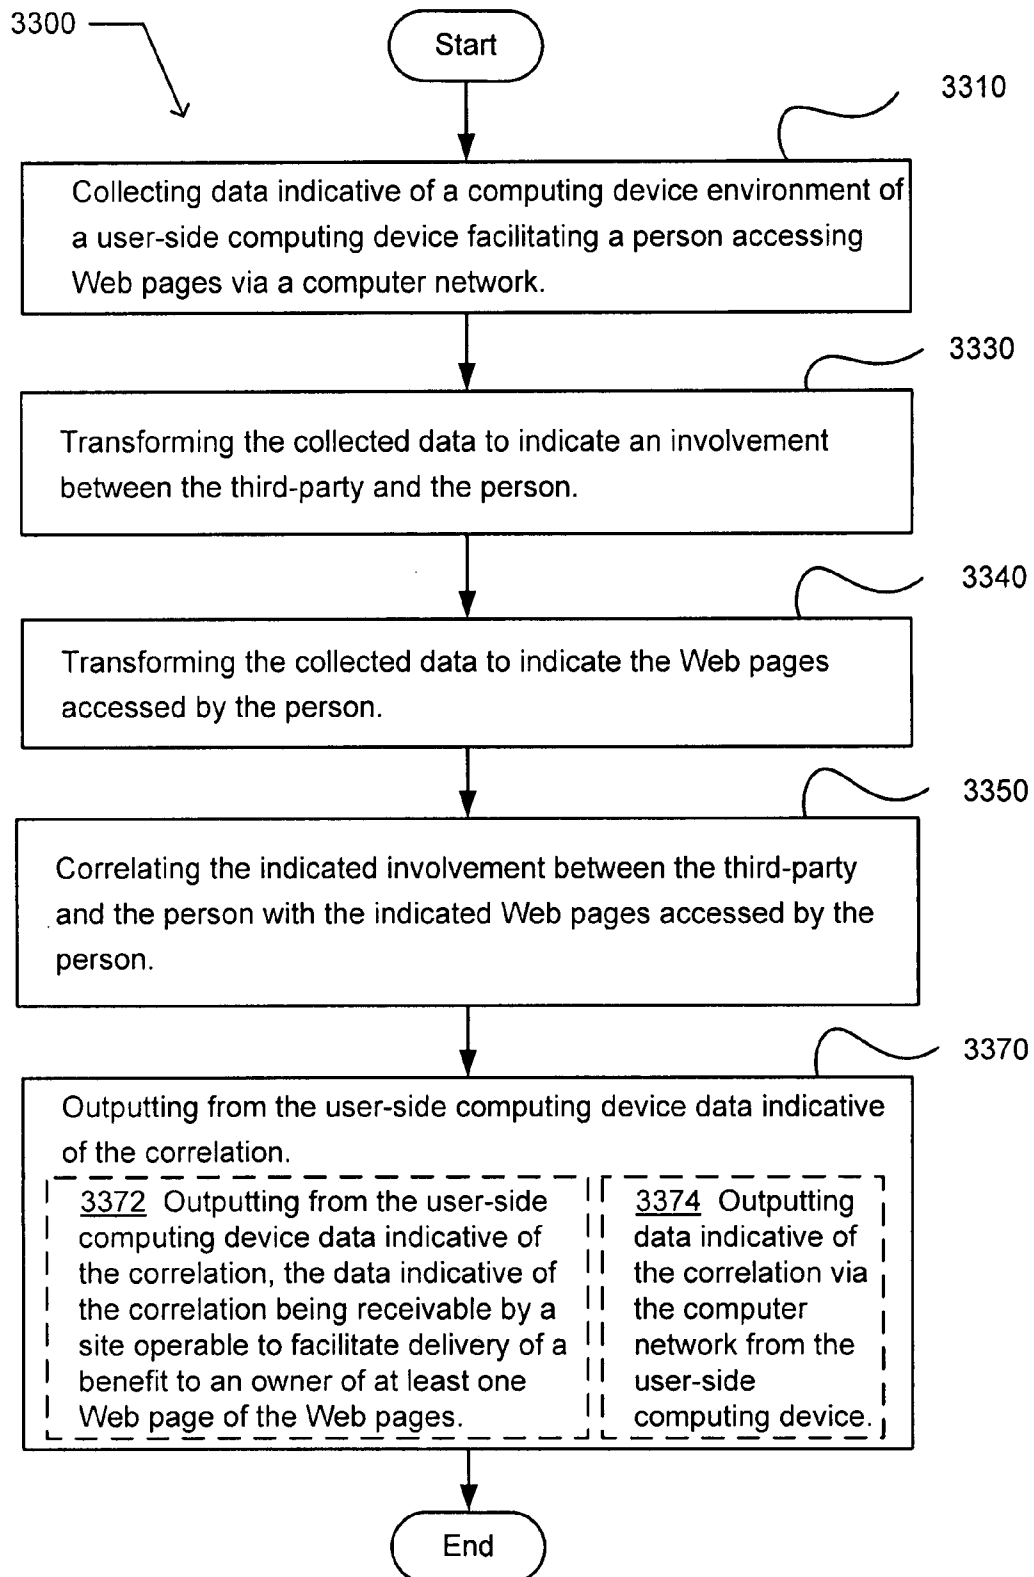 3300
Start
3310
Collecting data indicative of a computing device environment of
a user-side computing device facilitating a person accessing
Web pages via a computer network.
3330
Transforming the collected data to indicate an involvement
between the third-party and the person.
3340
Transforming the collected data to indicate the Web pages
accessed by the person.
3350
Correlating the indicated involvement between the third-party
and the person with the indicated Web pages accessed by the
person.
3370
Outputting from the user-side computing device data indicative
of the correlation.
3372 Outputting from the user-side
computing device data indicative of
the correlation, the data indicative of
the correlation being receivable by a
site operable to facilitate delivery of a
benefit to an owner of at least one
Web page of the Web pages.
3374 Outputting
data indicative of
the correlation via
the computer
network from the
user-side
computing device.
End